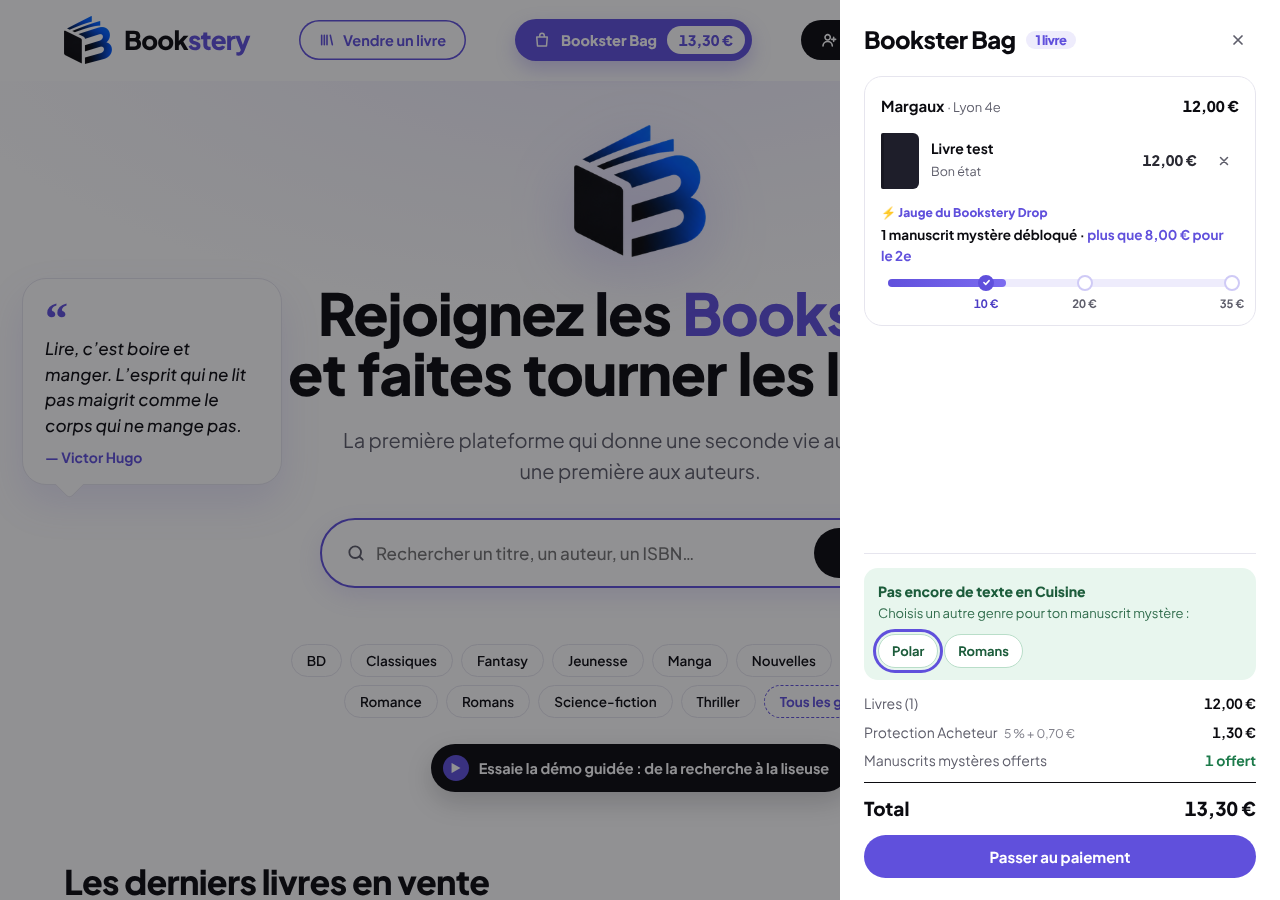 Bookstery
Vendre un livre
Bookster Bag 13,30 €
“
Lire, c’est boire et
manger. L’esprit qui ne lit
pas maigrit comme le
corps qui ne mange pas.
— Victor Hugo
Rejoignez les Books
et faites tourner les l
La première plateforme qui donne une seconde vie au
une première aux auteurs.
Rechercher un titre, un auteur, un ISBN…
BD Classiques Fantasy Jeunesse Manga Nouvelles
Romance Romans Science-fiction Thriller Tous les g
Essaie la démo guidée : de la recherche à la liseuse
Les derniers livres en vente
Bookster Bag 1 livre
Margaux · Lyon 4e 12,00 €
Livre test
Bon état
12,00 €
⚡ Jauge du Bookstery Drop
1 manuscrit mystère débloqué · plus que 8,00 € pour
le 2e
10 € 20 € 35 €
Pas encore de texte en Cuisine
Choisis un autre genre pour ton manuscrit mystère :
Polar Romans
Livres (1) 12,00 €
Protection Acheteur 5 % + 0,70 € 1,30 €
Manuscrits mystères offerts 1 offert
Total 13,30 €
Passer au paiement